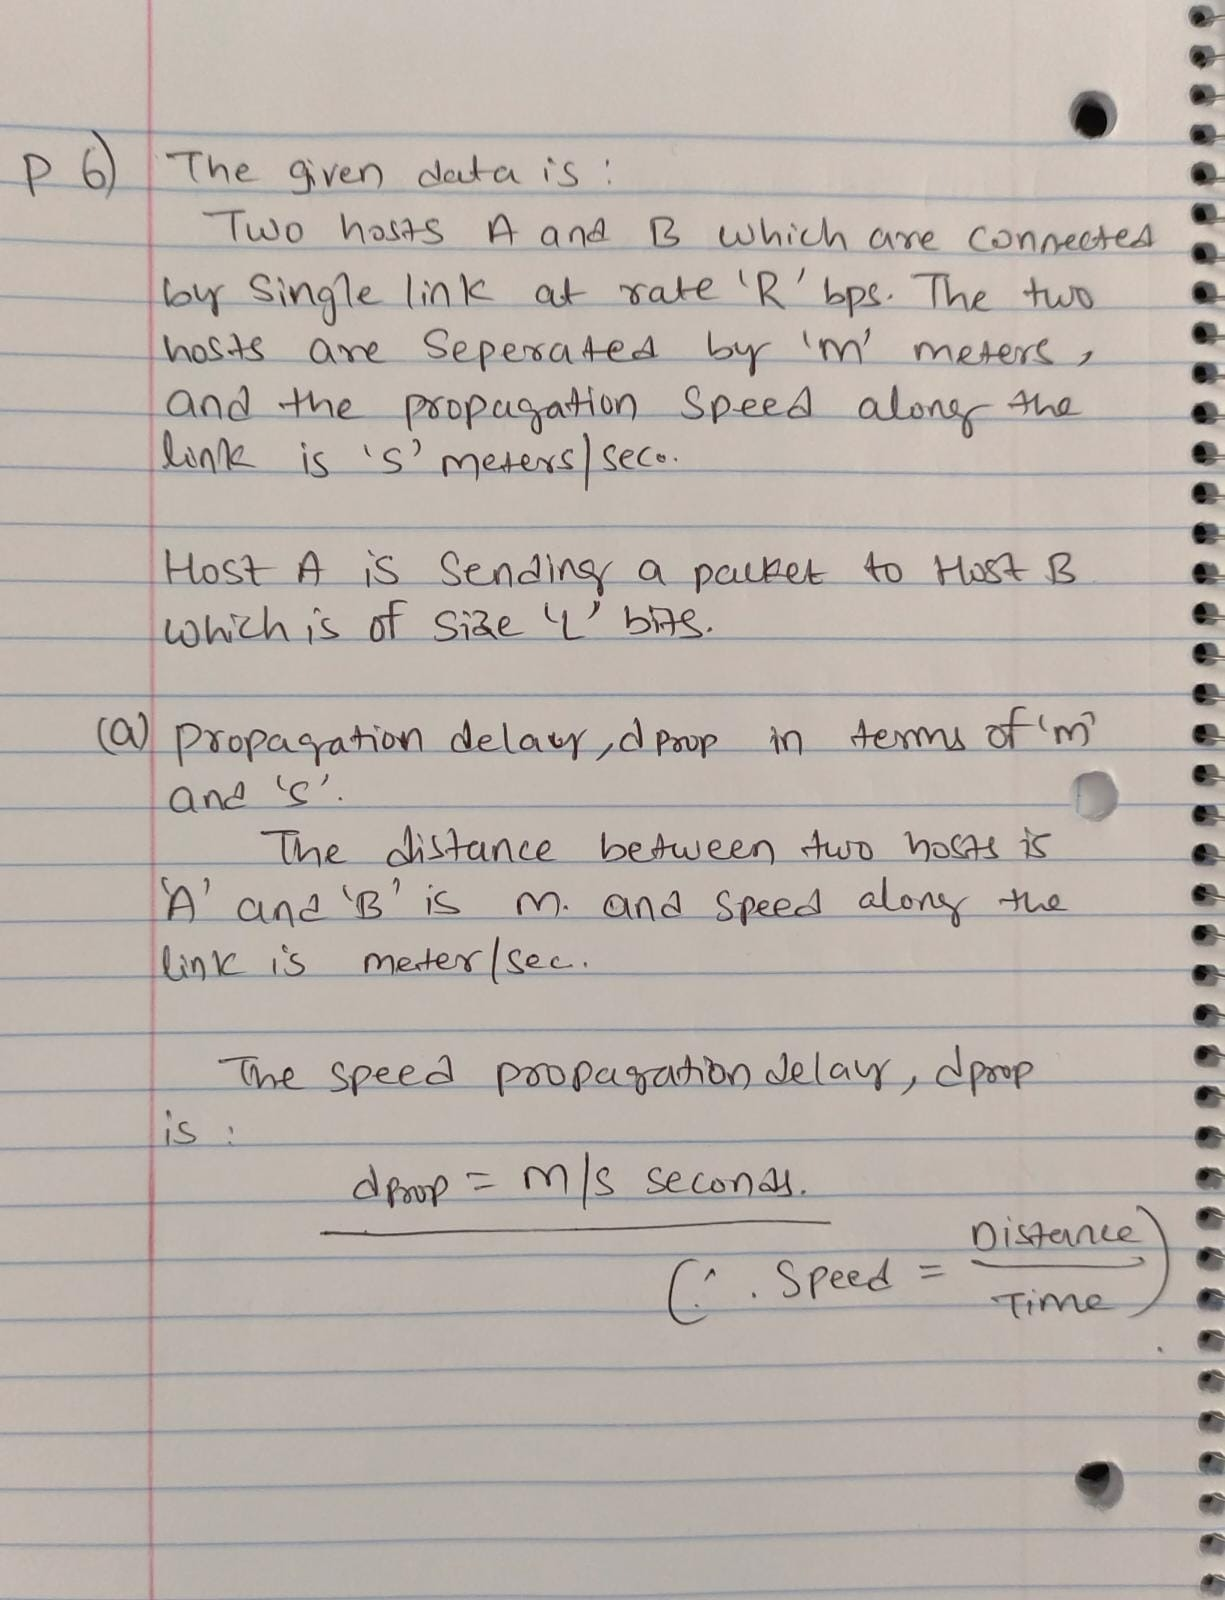 P 6) The given data is :
Two hosts A and B which are connected
by Single link at rate 'R' bps. The two
hosts are Seperated by 'm' meters,
and the propagation Speed along the
link is 's' meters/sec.
Host A is Sending a packet to Host B
which is of Size 'L' bits.
(a) propagation delay, dprop in terms of 'm'
and 's'.
The distance between two hosts is
'A' and 'B' is m. and Speed along the
link is meter/sec.
The speed propagation delay, dprop
is :
dprop = m/s seconds.
(∵ Speed = Distance / Time)